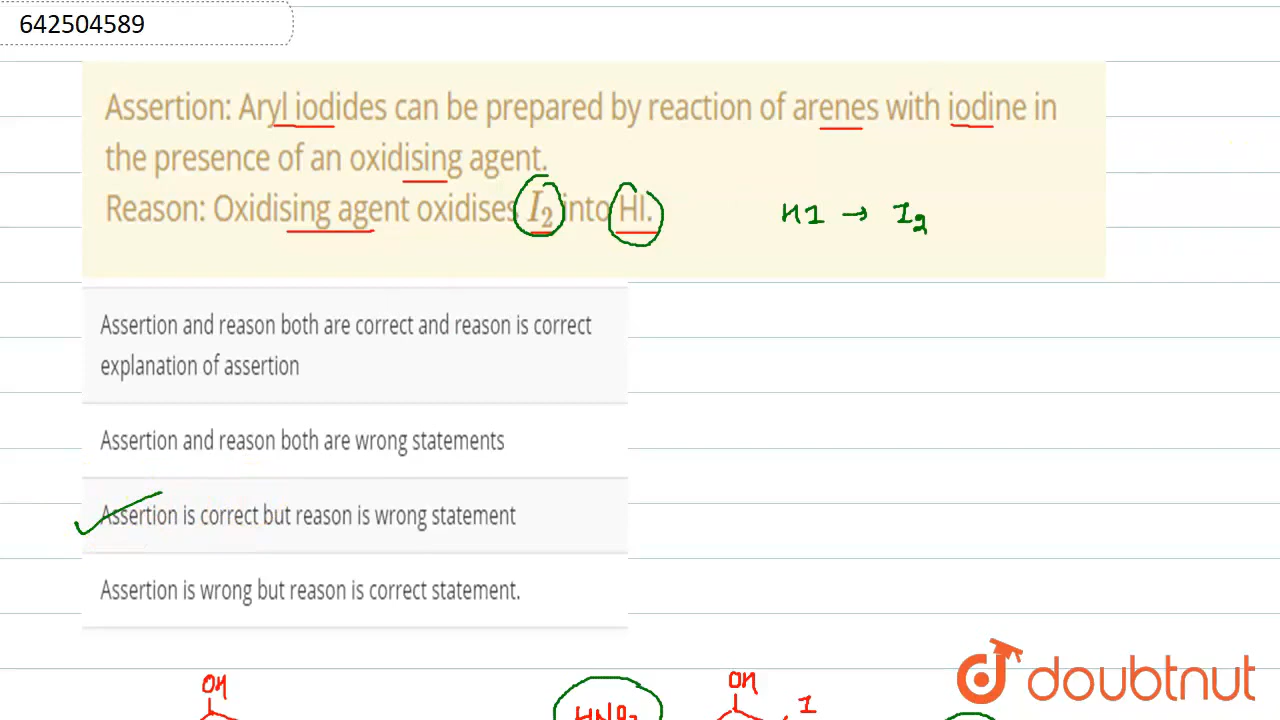 642504589
Assertion: Aryl iodides can be prepared by reaction of arenes with iodine in
the presence of an oxidising agent.
Reason: Oxidising agent oxidises I₂ into HI.
HI → I₂
Assertion and reason both are correct and reason is correct
explanation of assertion
Assertion and reason both are wrong statements
Assertion is correct but reason is wrong statement
Assertion is wrong but reason is correct statement.
doubtnut
OH
OH
I